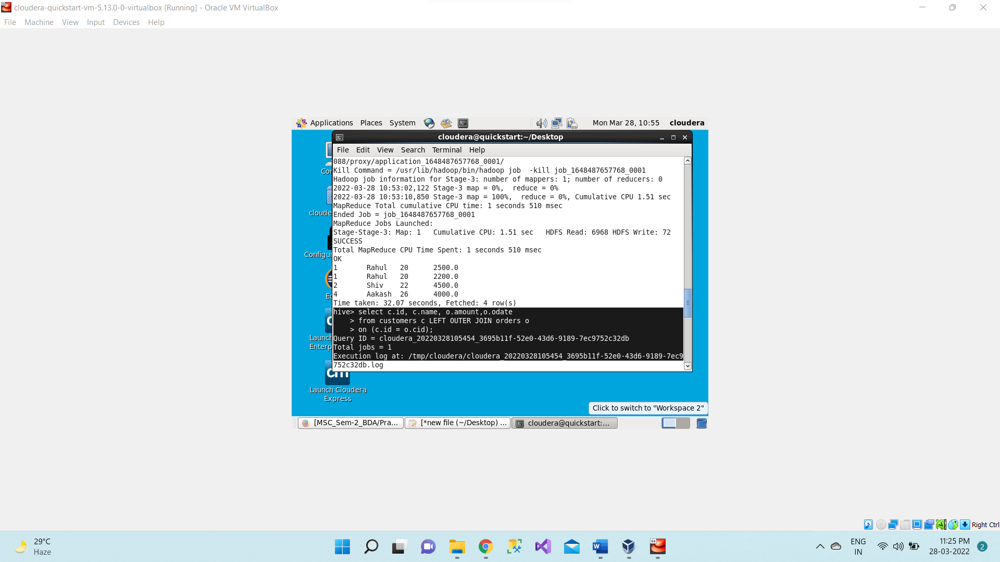 cloudera-quickstart-vm-5.13.0-0-virtualbox [Running] - Oracle VM VirtualBox
File Machine View Input Devices Help
Applications Places System Mon Mar 28, 10:55 cloudera
cloudera@quickstart:~/Desktop
File Edit View Search Terminal Help
088/proxy/application_1648487657768_0001/
Kill Command = /usr/lib/hadoop/bin/hadoop job  -kill job_1648487657768_0001
Hadoop job information for Stage-3: number of mappers: 1; number of reducers: 0
2022-03-28 10:53:02,122 Stage-3 map = 0%,  reduce = 0%
2022-03-28 10:53:10,850 Stage-3 map = 100%,  reduce = 0%, Cumulative CPU 1.51 sec
MapReduce Total cumulative CPU time: 1 seconds 510 msec
Ended Job = job_1648487657768_0001
MapReduce Jobs Launched:
Stage-Stage-3: Map: 1   Cumulative CPU: 1.51 sec   HDFS Read: 6968 HDFS Write: 72
SUCCESS
Total MapReduce CPU Time Spent: 1 seconds 510 msec
OK
1 Rahul 20 2500.0
1 Rahul 20 2200.0
2 Shiv 22 4500.0
4 Aakash 26 4000.0
Time taken: 32.07 seconds, Fetched: 4 row(s)
hive> select c.id, c.name, o.amount,o.odate
    > from customers c LEFT OUTER JOIN orders o
    > on (c.id = o.cid);
Query ID = cloudera_20220328105454_3695b11f-52e0-43d6-9189-7ec9752c32db
Total jobs = 1
Execution log at: /tmp/cloudera/cloudera_20220328105454_3695b11f-52e0-43d6-9189-7ec9
752c32db.log
Co
cloude
Configu
Ec
Launch
Enterp
cm
Launch Cloudera
Express
Click to switch to "Workspace 2"
[MSC_Sem-2_BDA/Pra... [*new file (~/Desktop) ... cloudera@quickstart:...
Right Ctrl
29°C
Haze
64
ENG
IN
11:25 PM
28-03-2022
2